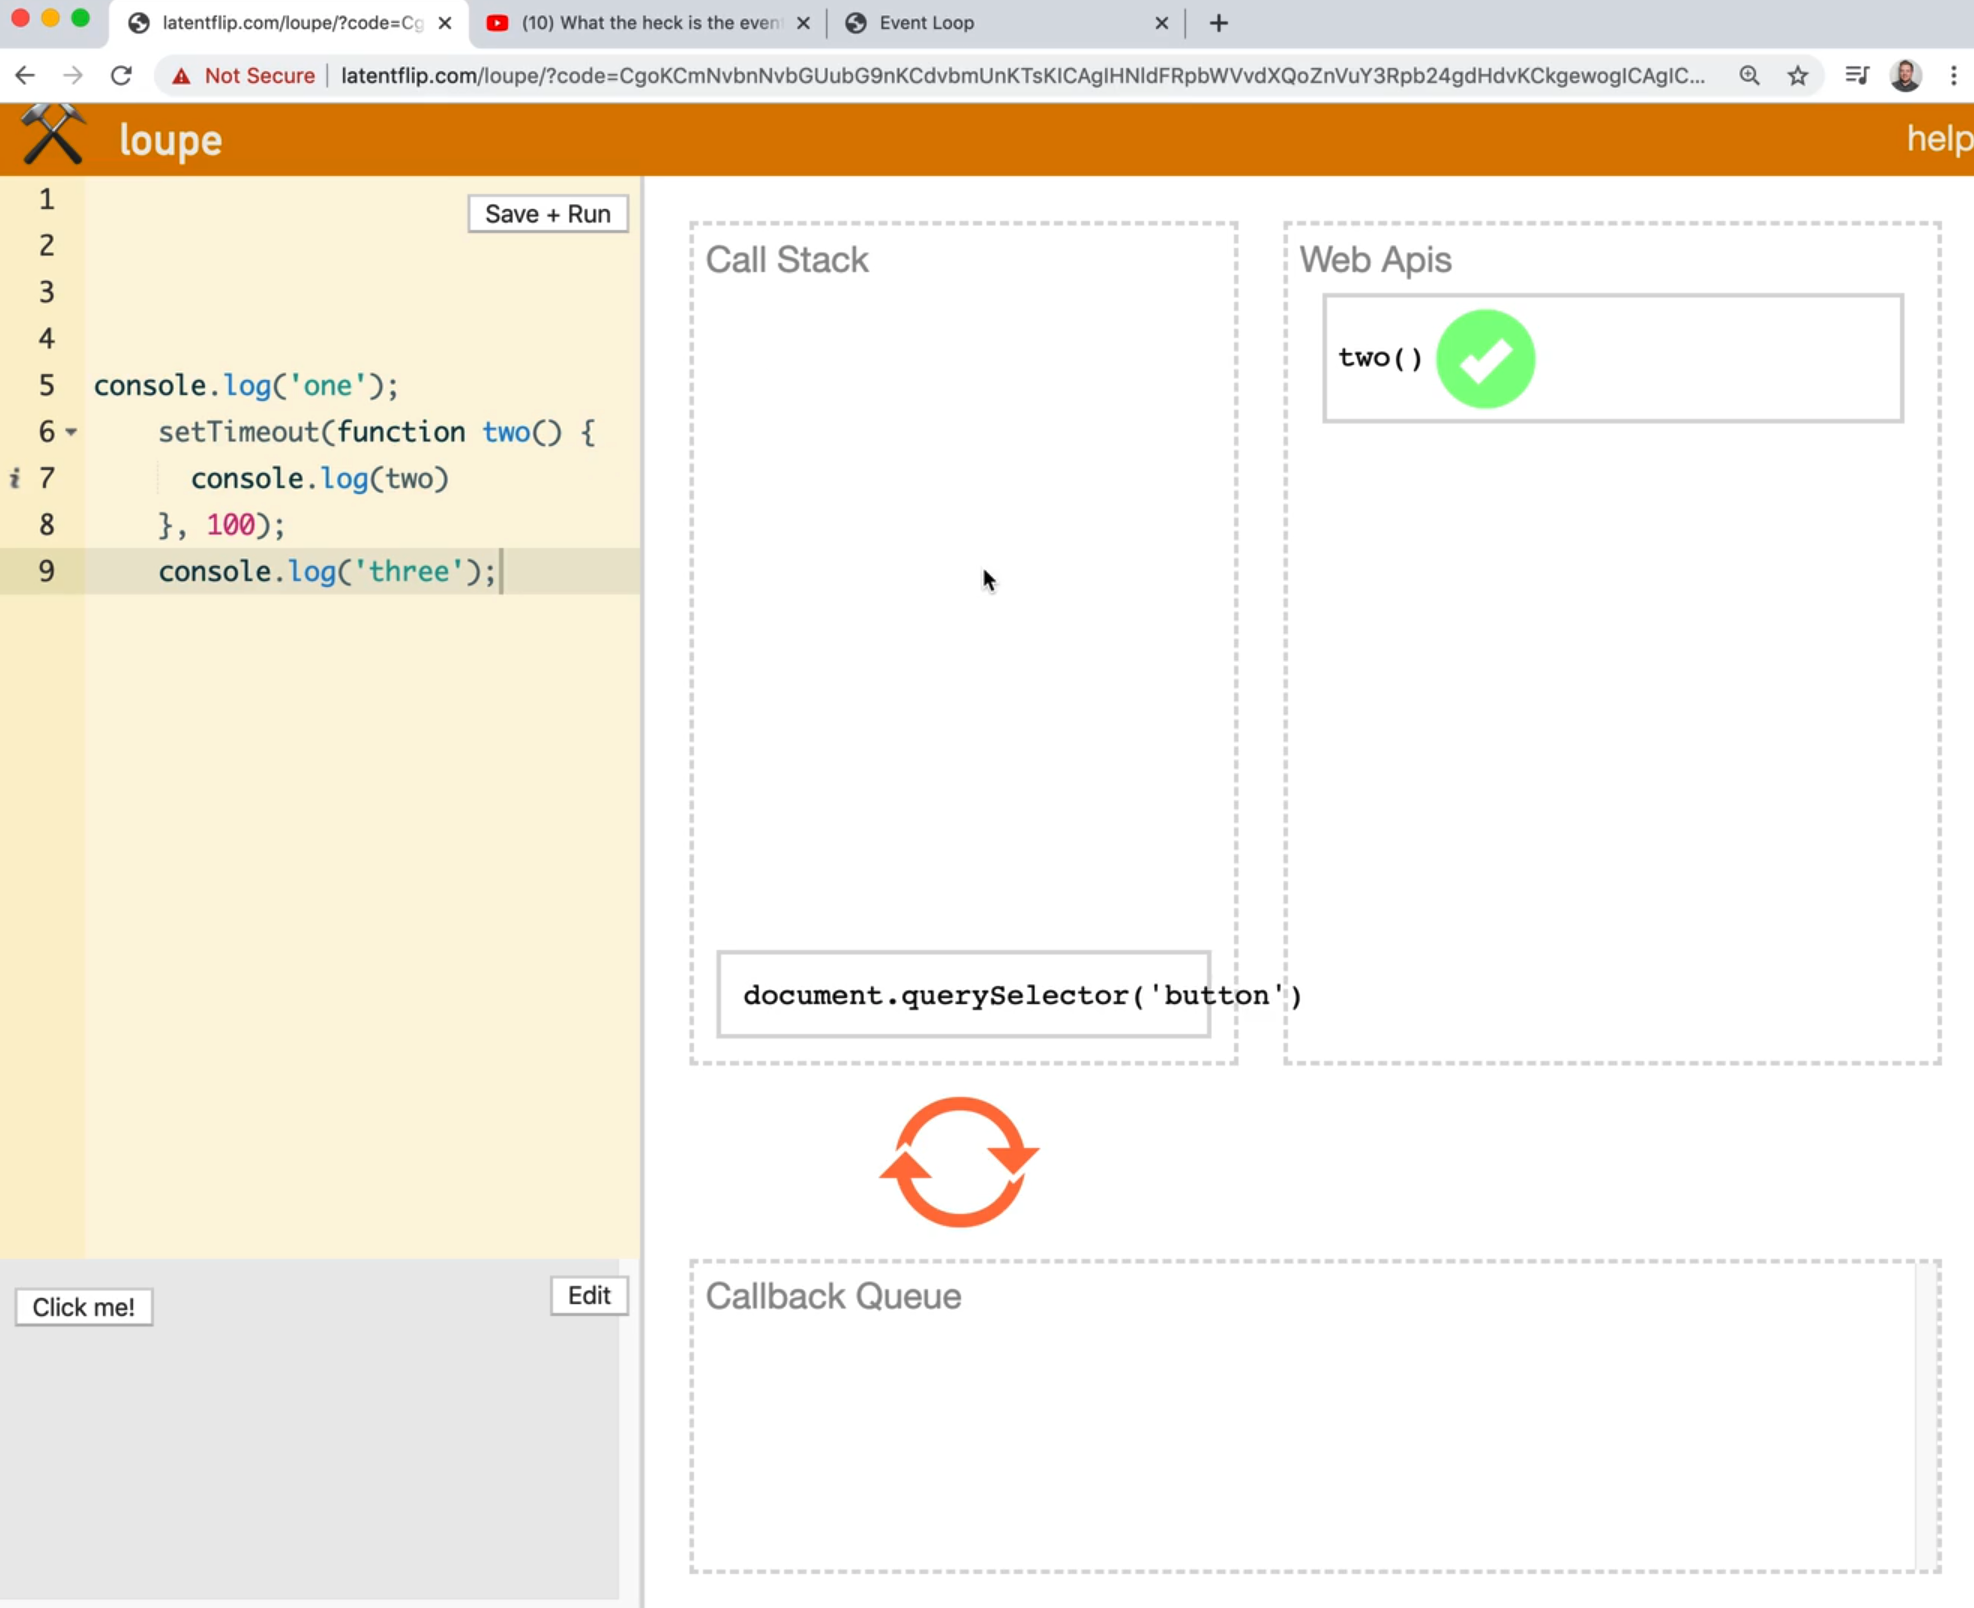 latentflip.com/loupe/?code=Cg
(10) What the heck is the even
Event Loop
Not Secure
latentflip.com/loupe/?code=CgoKCmNvbnNvbGUubG9nKCdvbmUnKTsKICAgIHNldFRpbWVvdXQoZnVuY3Rpb24gdHdvKCkgewogICAgIC...
loupe
help
Save + Run
1
2
3
4
5 console.log('one');
6 setTimeout(function two() {
i 7 console.log(two)
8 }, 100);
9 console.log('three');
Call Stack
document.querySelector('button')
Web Apis
two()
Click me!
Edit
Callback Queue